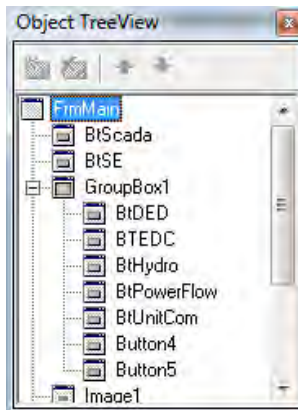 Object TreeView
FrmMain
BtScada
BtSE
GroupBox1
BtDED
BTEDC
BtHydro
BtPowerFlow
BtUnitCom
Button4
Button5
Image1